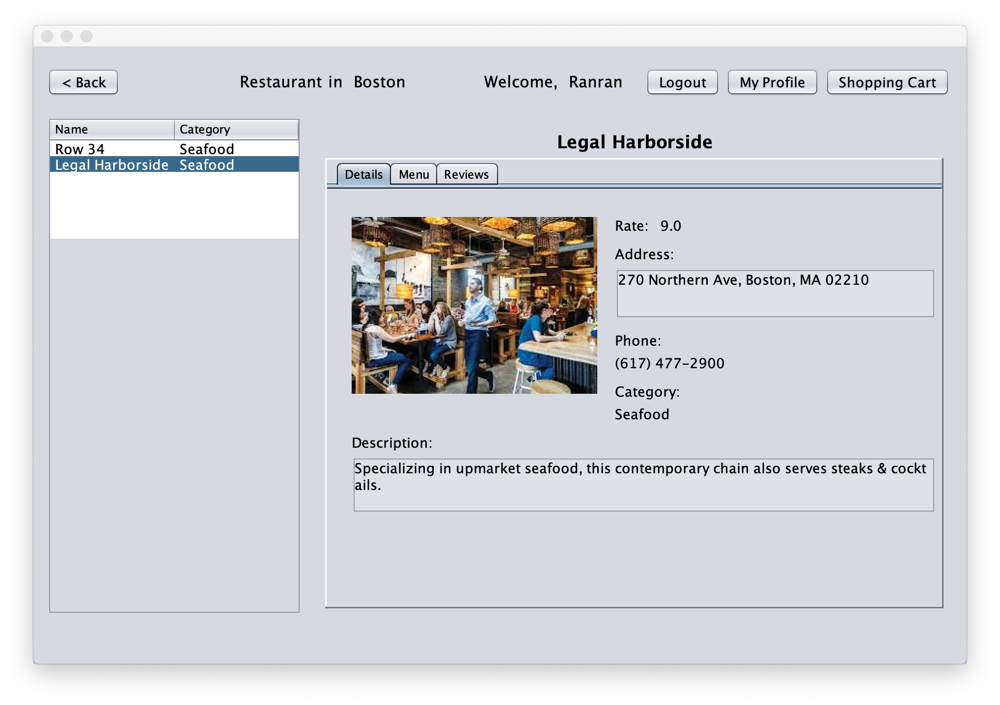 < Back
Restaurant in Boston
Welcome, Ranran
Logout
My Profile
Shopping Cart
Name Category
Row 34 Seafood
Legal Harborside Seafood
Legal Harborside
Details Menu Reviews
Rate: 9.0
Address:
270 Northern Ave, Boston, MA 02210
Phone:
(617) 477-2900
Category:
Seafood
Description:
Specializing in upmarket seafood, this contemporary chain also serves steaks & cockt
ails.